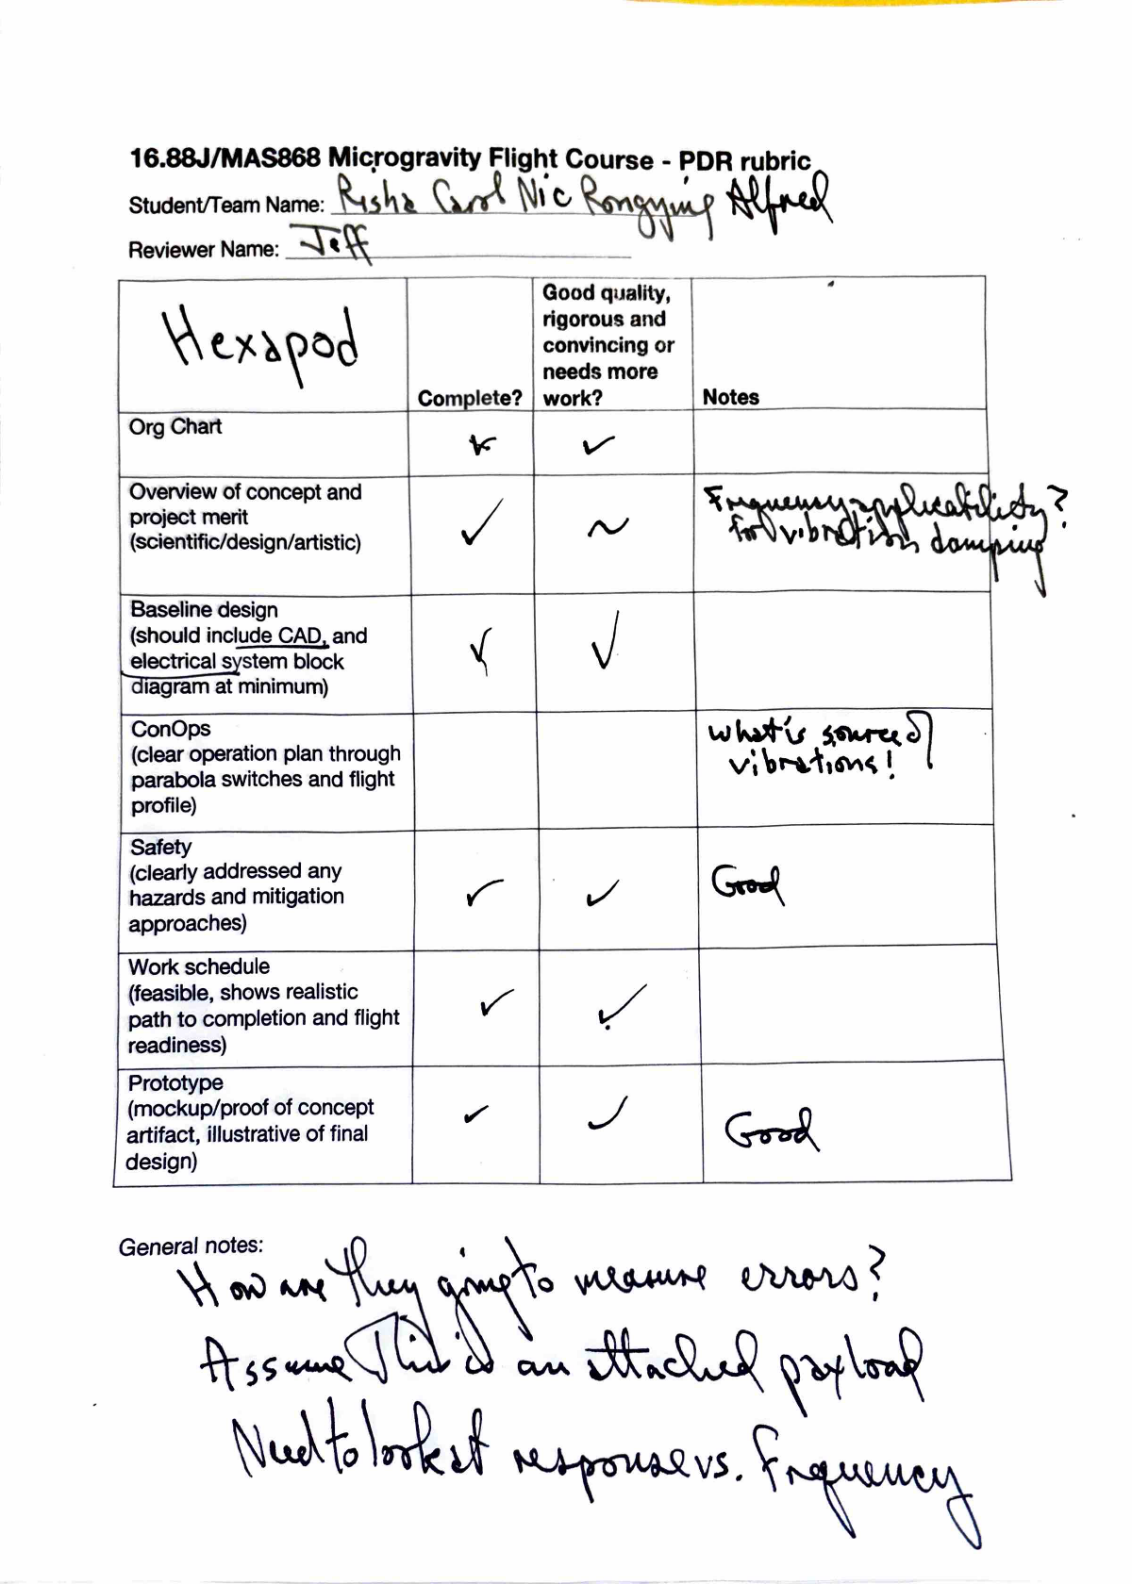 16.88J/MAS868 Microgravity Flight Course - PDR rubric
Student/Team Name: Risha Carol Nic Rongying Alfred
Reviewer Name: Jeff
Hexapod
Complete?
Good quality,
rigorous and
convincing or
needs more
work?
Notes
Org Chart
Overview of concept and
project merit
(scientific/design/artistic)
Frequency applicability?
for vibration damping
Baseline design
(should include CAD, and
electrical system block
diagram at minimum)
ConOps
(clear operation plan through
parabola switches and flight
profile)
What is source of
vibrations!
Safety
(clearly addressed any
hazards and mitigation
approaches)
Good
Work schedule
(feasible, shows realistic
path to completion and flight
readiness)
Prototype
(mockup/proof of concept
artifact, illustrative of final
design)
Good
General notes:
How are they going to measure errors?
Assume This is an attached payload
Need to look at response vs. Frequency